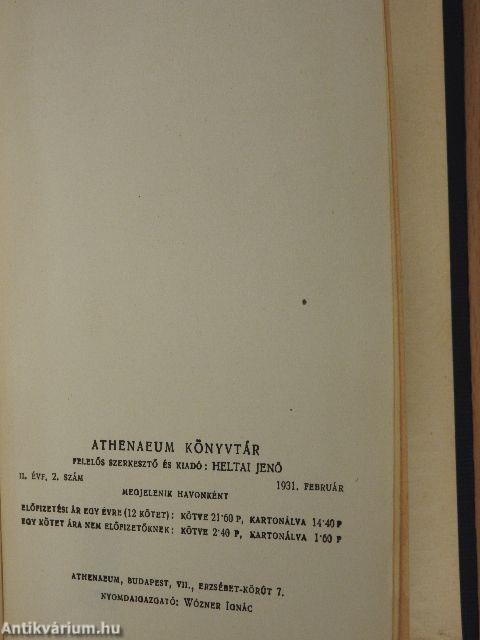 ATHENAEUM KÖNYVTÁR
FELELŐS SZERKESZTŐ ÉS KIADÓ: HELTAI JENŐ
II. ÉVF. 2. SZÁM 1931. FEBRUÁR
MEGJELENIK HAVONKÉNT
ELŐFIZETÉSI ÁR EGY ÉVRE (12 KÖTET): KÖTVE 21·60 P, KARTONÁLVA 14·40 P
EGY KÖTET ÁRA NEM ELŐFIZETŐKNEK: KÖTVE 2·40 P, KARTONÁLVA 1·60 P
ATHENAEUM, BUDAPEST, VII., ERZSÉBET-KÖRÚT 7.
NYOMDAIGAZGATÓ: WÓZNER IGNÁC
Antikvárium.hu